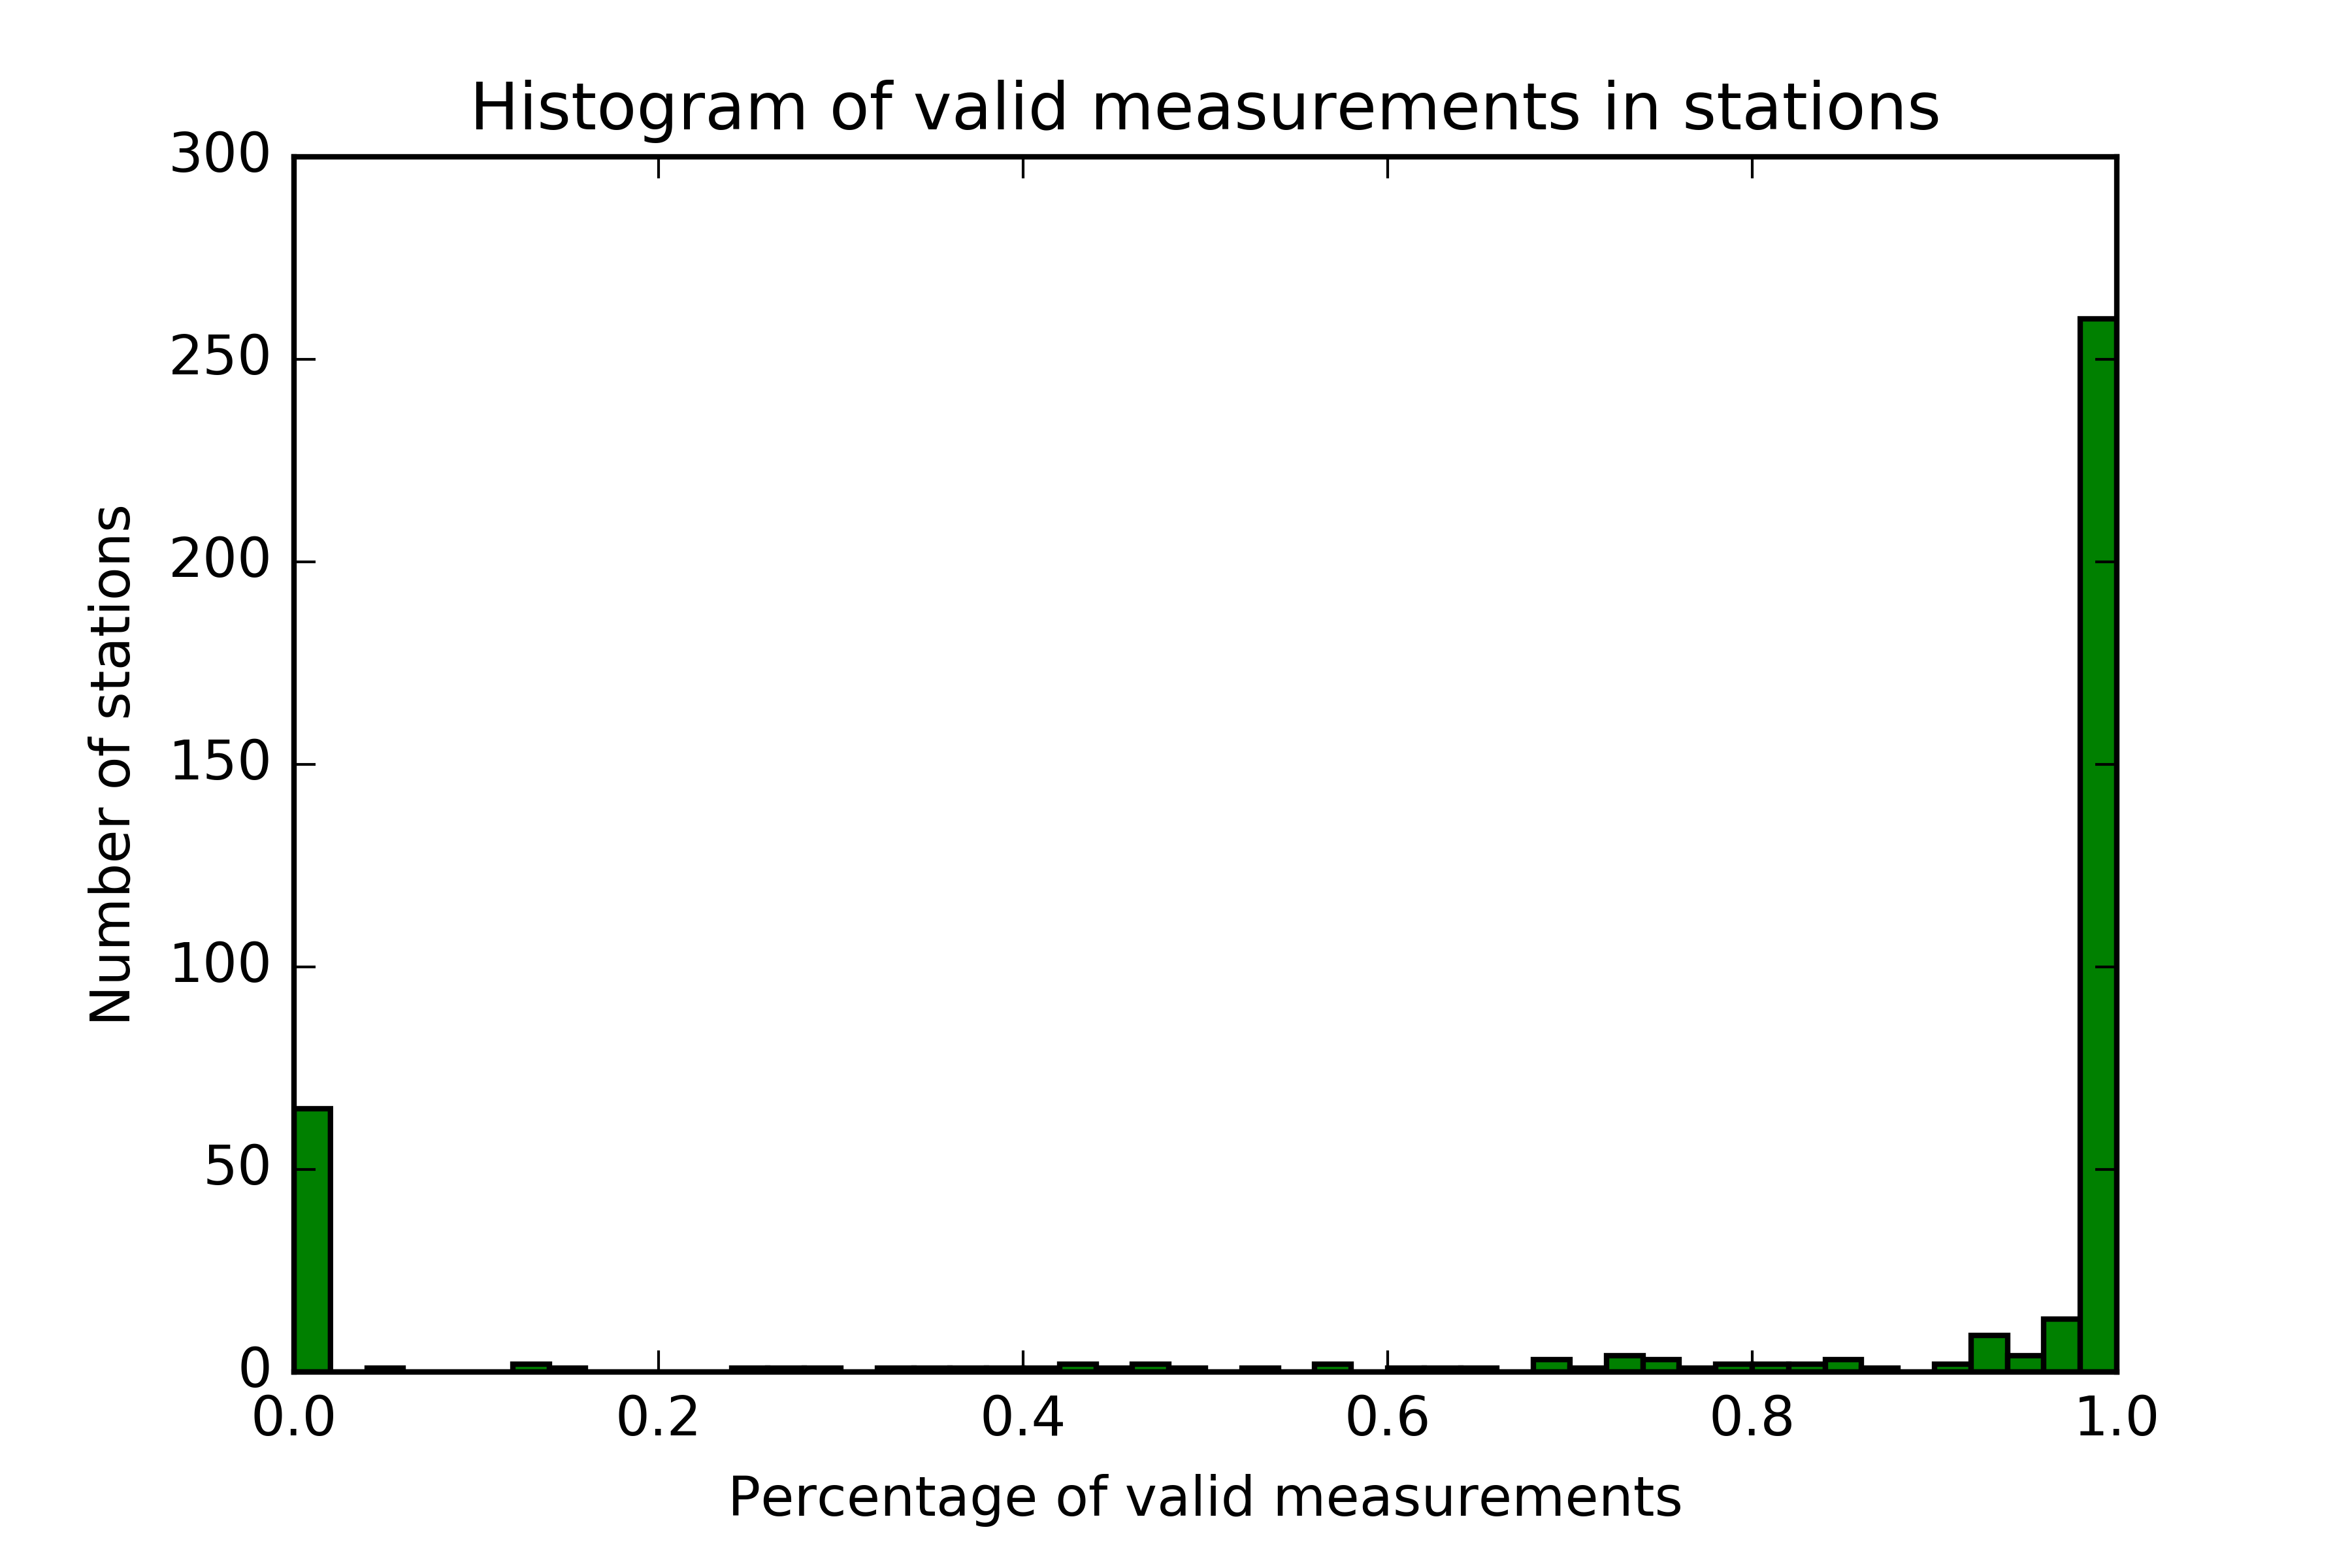 Histogram of valid measurements in stations
300
250
200
150
100
50
0
Number of stations
0.0 0.2 0.4 0.6 0.8 1.0
Percentage of valid measurements